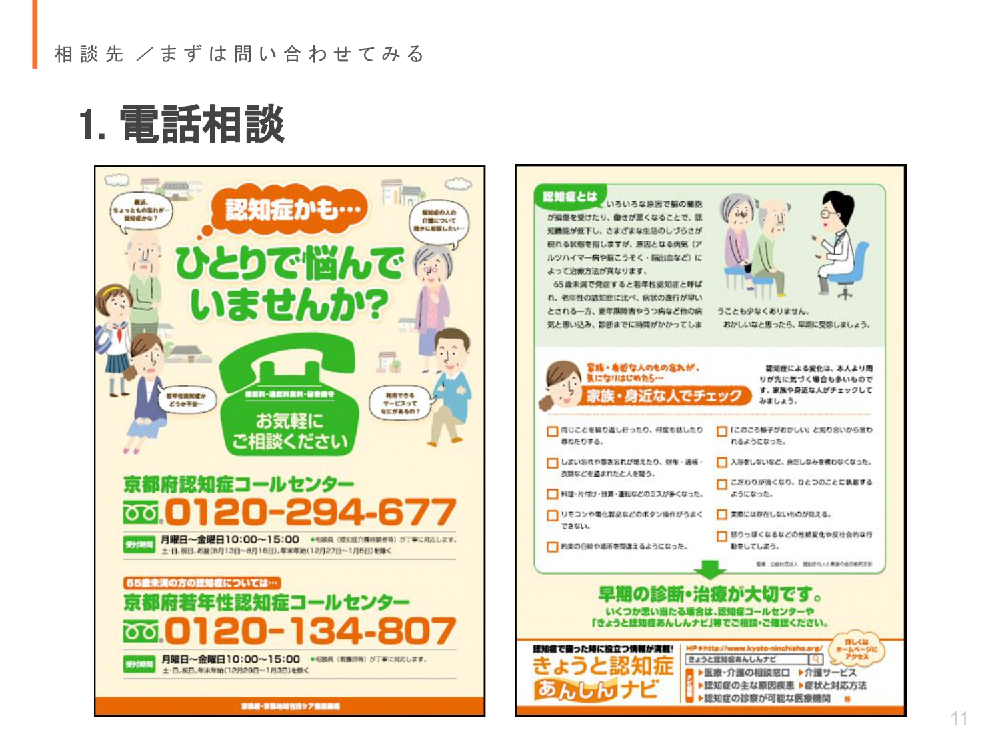 相談先 ／まずは問い合わせてみる
1. 電話相談
最近、
ちょっともの忘れが…
認知症かな？
認知症かも…
認知症の人の
介護について
誰かに相談したい…
ひとりで悩んで
いませんか?
若年性認知症か
どうか不安…
相談料・通話料無料・秘密厳守
お気軽に
ご相談ください
利用できる
サービスって
なにがあるの？
京都府認知症コールセンター
0120-294-677
受付時間
月曜日～金曜日10:00～15:00 ●相談員（認知症介護経験者等）が丁寧に対応します。
土・日、祝日、お盆(8月13日～8月16日)、年末年始(12月27日～1月5日)を除く
65歳未満の方の認知症については…
京都府若年性認知症コールセンター
0120-134-807
受付時間
月曜日～金曜日10:00～15:00 ●相談員（看護師等）が丁寧に対応します。
土・日、祝日、年末年始(12月29日～1月3日)を除く
京都府・京都地域包括ケア推進機構
認知症とは
いろいろな原因で脳の細胞
が損傷を受けたり、働きが悪くなることで、認
知機能が低下し、さまざまな生活のしづらさが
現れる状態を指しますが、原因となる病気（ア
ルツハイマー病や脳こうそく・脳出血など）に
よって治療方法が異なります。
65歳未満で発症すると若年性認知症と呼ば
れ、老年性の認知症に比べ、病状の進行が早い
とされる一方、更年期障害やうつ病など他の病
気と思い込み、診断までに時間がかかってしま
うことも少なくありません。
おかしいなと思ったら、早期に受診しましょう。
家族・身近な人のもの忘れが、
気になりはじめたら…
家族・身近な人でチェック
認知症による変化は、本人より周
りが先に気づく場合も多いもので
す。家族や身近な人がチェックして
みましょう。
同じことを繰り返し行ったり、何度も話したり
尋ねたりする。
しまい忘れや置き忘れが増えたり、財布・通帳・
衣類などを盗まれたと人を疑う。
料理・片付け・計算・運転などのミスが多くなった。
リモコンや電化製品などのボタン操作がうまく
できない。
約束の日時や場所を間違えるようになった。
「このごろ様子がおかしい」と知り合いから言わ
れるようになった。
入浴をしないなど、身だしなみを構わなくなった。
こだわりが強くなり、ひとつのことに執着する
ようになった。
実際には存在しないものが見える。
怒りっぽくなるなどの性格変化や反社会的な行
動をしてしまう。
監修：公益社団法人 認知症の人と家族の会京都府支部
早期の診断・治療が大切です。
いくつか思い当たる場合は、認知症コールセンターや
「きょうと認知症あんしんナビ」等でご相談・ご確認ください。
認知症で困った時に役立つ情報が満載!
きょうと認知症
あんしんナビ
HP●http://www.kyoto-ninchisho.org/
きょうと認知症あんしんナビ
詳しくは
ホームページに
アクセス
▶医療・介護の相談窓口 ▶介護サービス
▶認知症の主な原因疾患 ▶症状と対応方法
▶認知症の診察が可能な医療機関 等
11